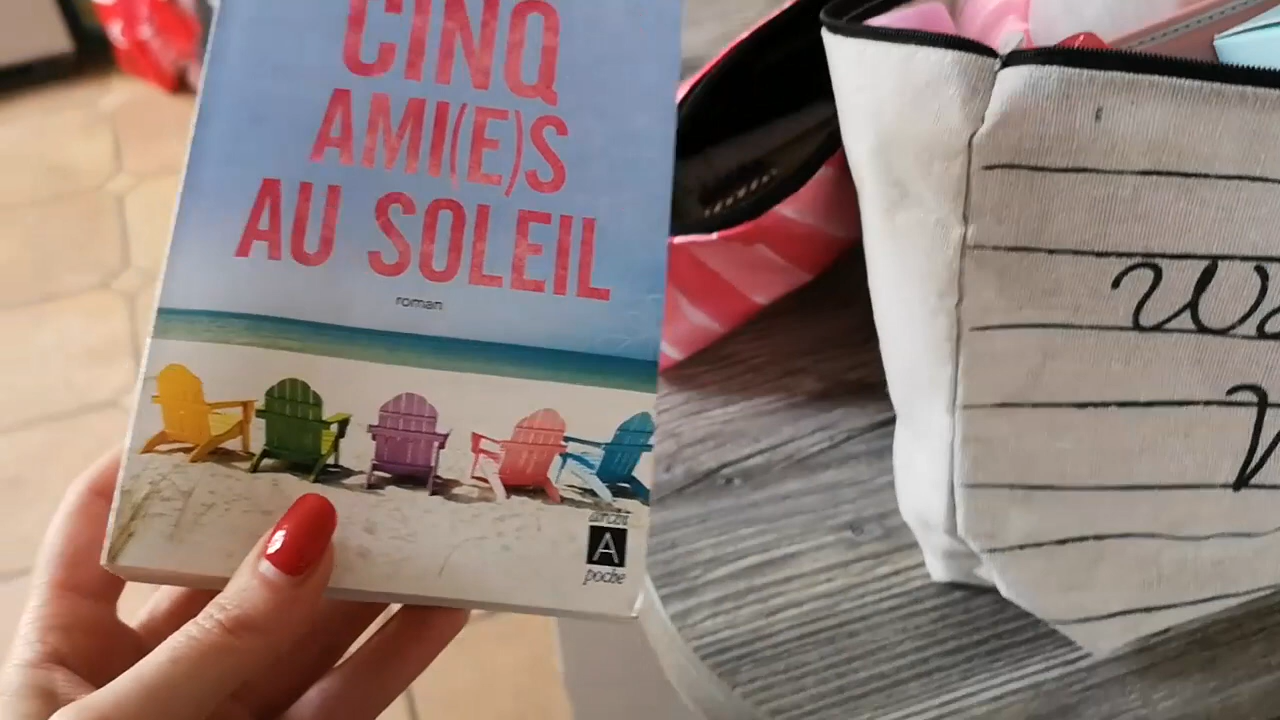 CINQ
AMI(E)S
AU SOLEIL
roman
A
poche